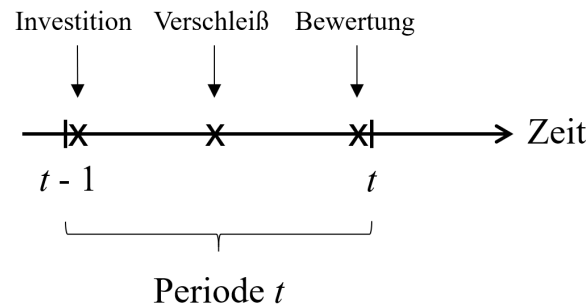 Investition Verschleiß Bewertung
x x x
Zeit
t - 1 t
Periode t